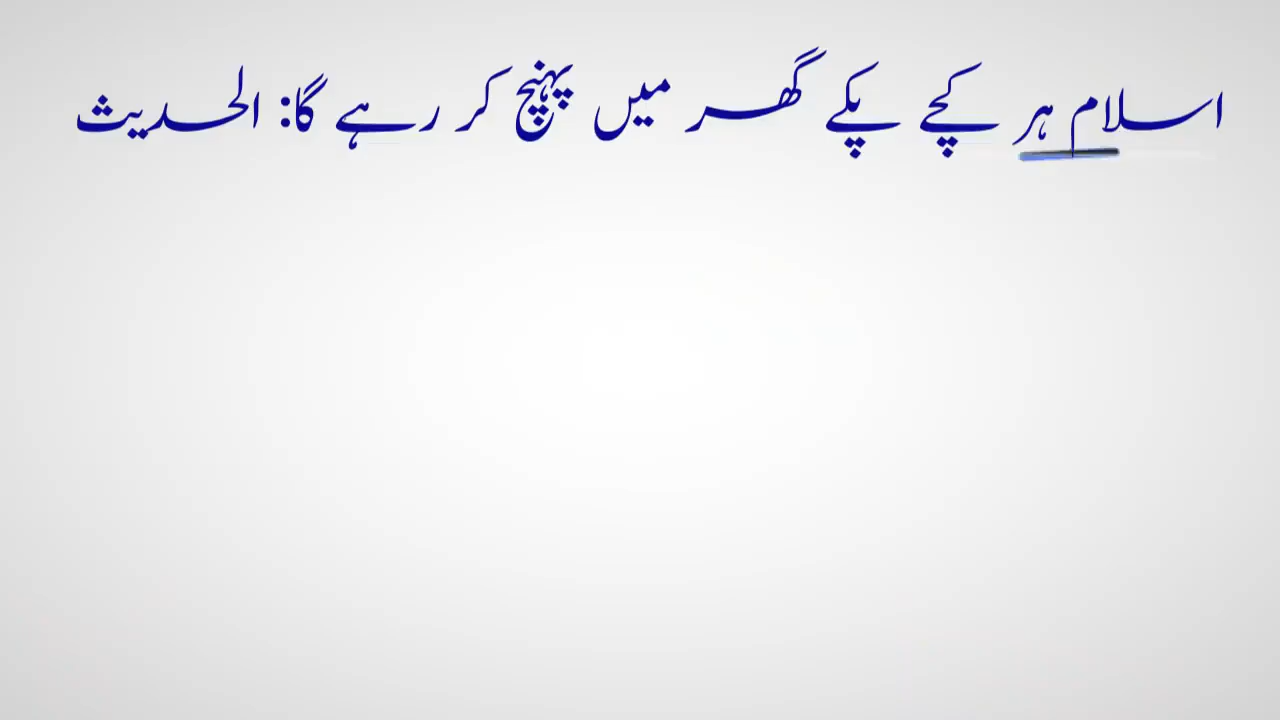 اسلام ہر کچے پکے گھر میں پہنچ کر رہے گا: الحدیث